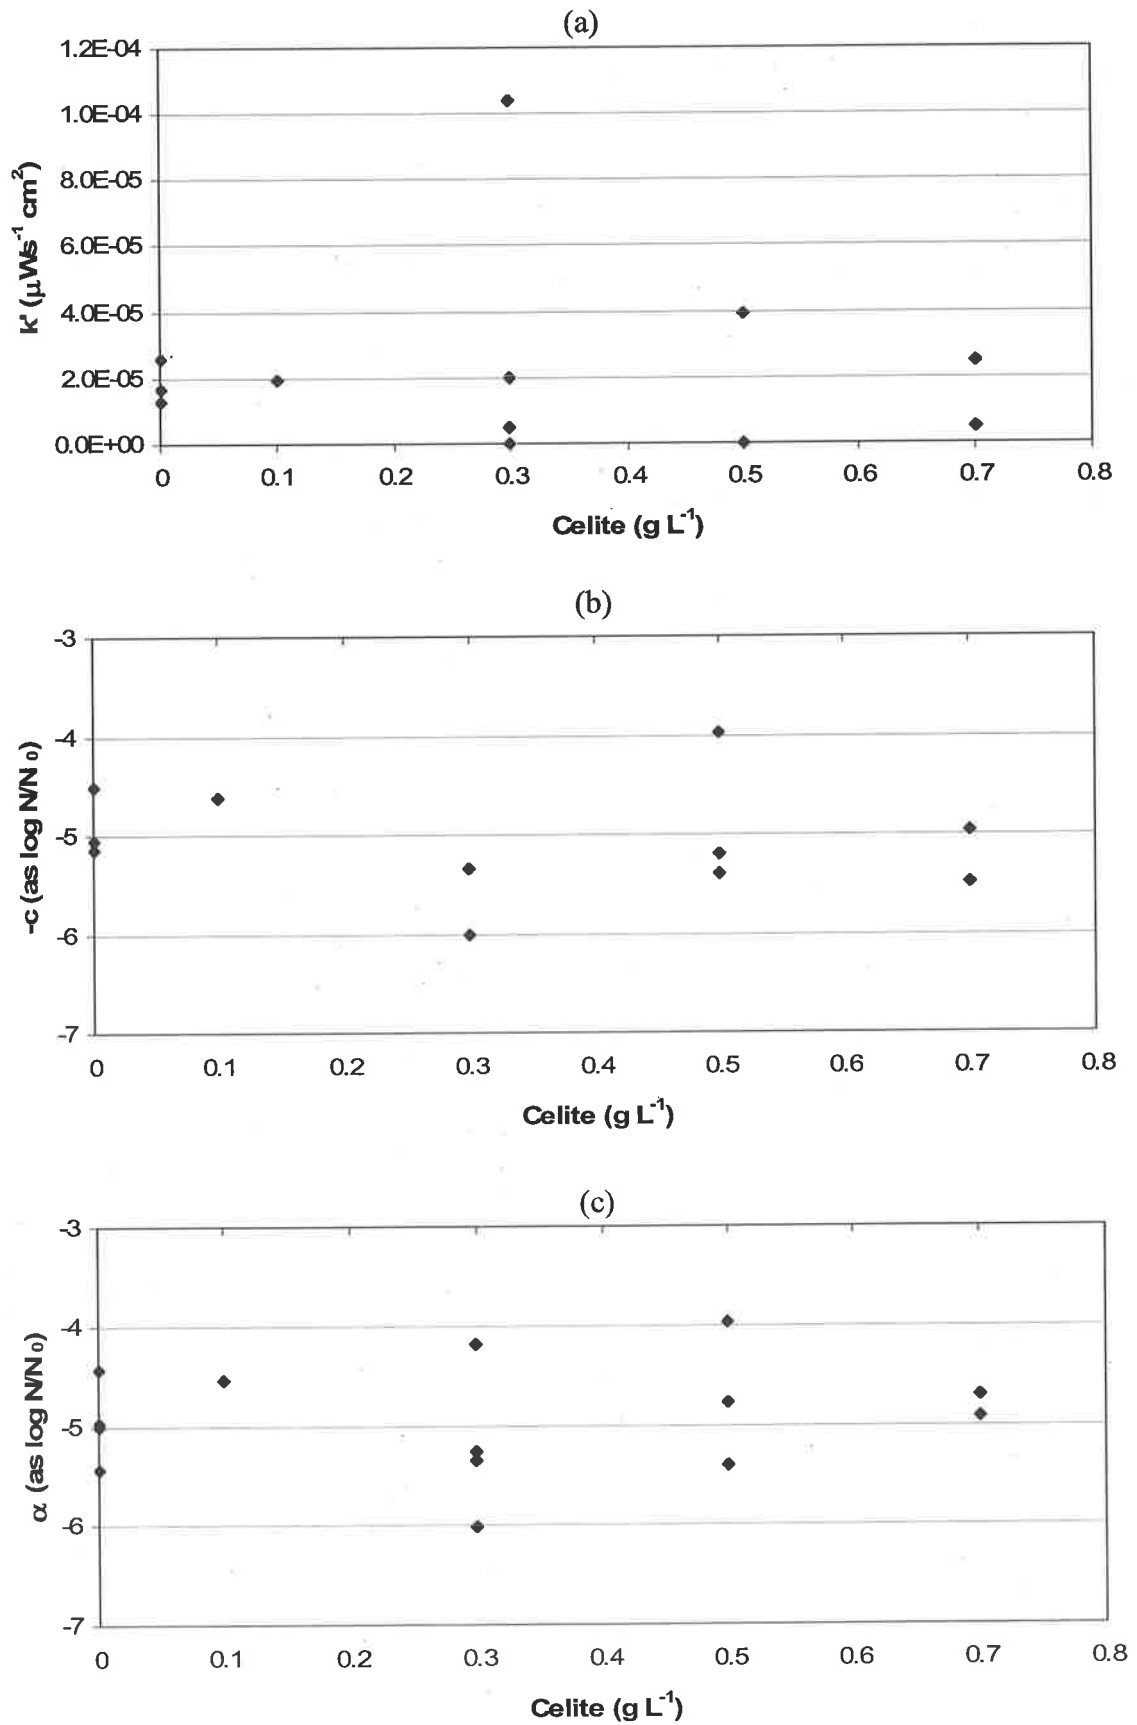 (a)
1.2E-04
1.0E-04
8.0E-05
6.0E-05
4.0E-05
2.0E-05
0.0E+00
k' (μWs⁻¹ cm²)
0 0.1 0.2 0.3 0.4 0.5 0.6 0.7 0.8
Celite (g L⁻¹)
(b)
-3
-4
-5
-6
-7
-c (as log N/N₀)
0 0.1 0.2 0.3 0.4 0.5 0.6 0.7 0.8
Celite (g L⁻¹)
(c)
-3
-4
-5
-6
-7
α (as log N/N₀)
0 0.1 0.2 0.3 0.4 0.5 0.6 0.7 0.8
Celite (g L⁻¹)